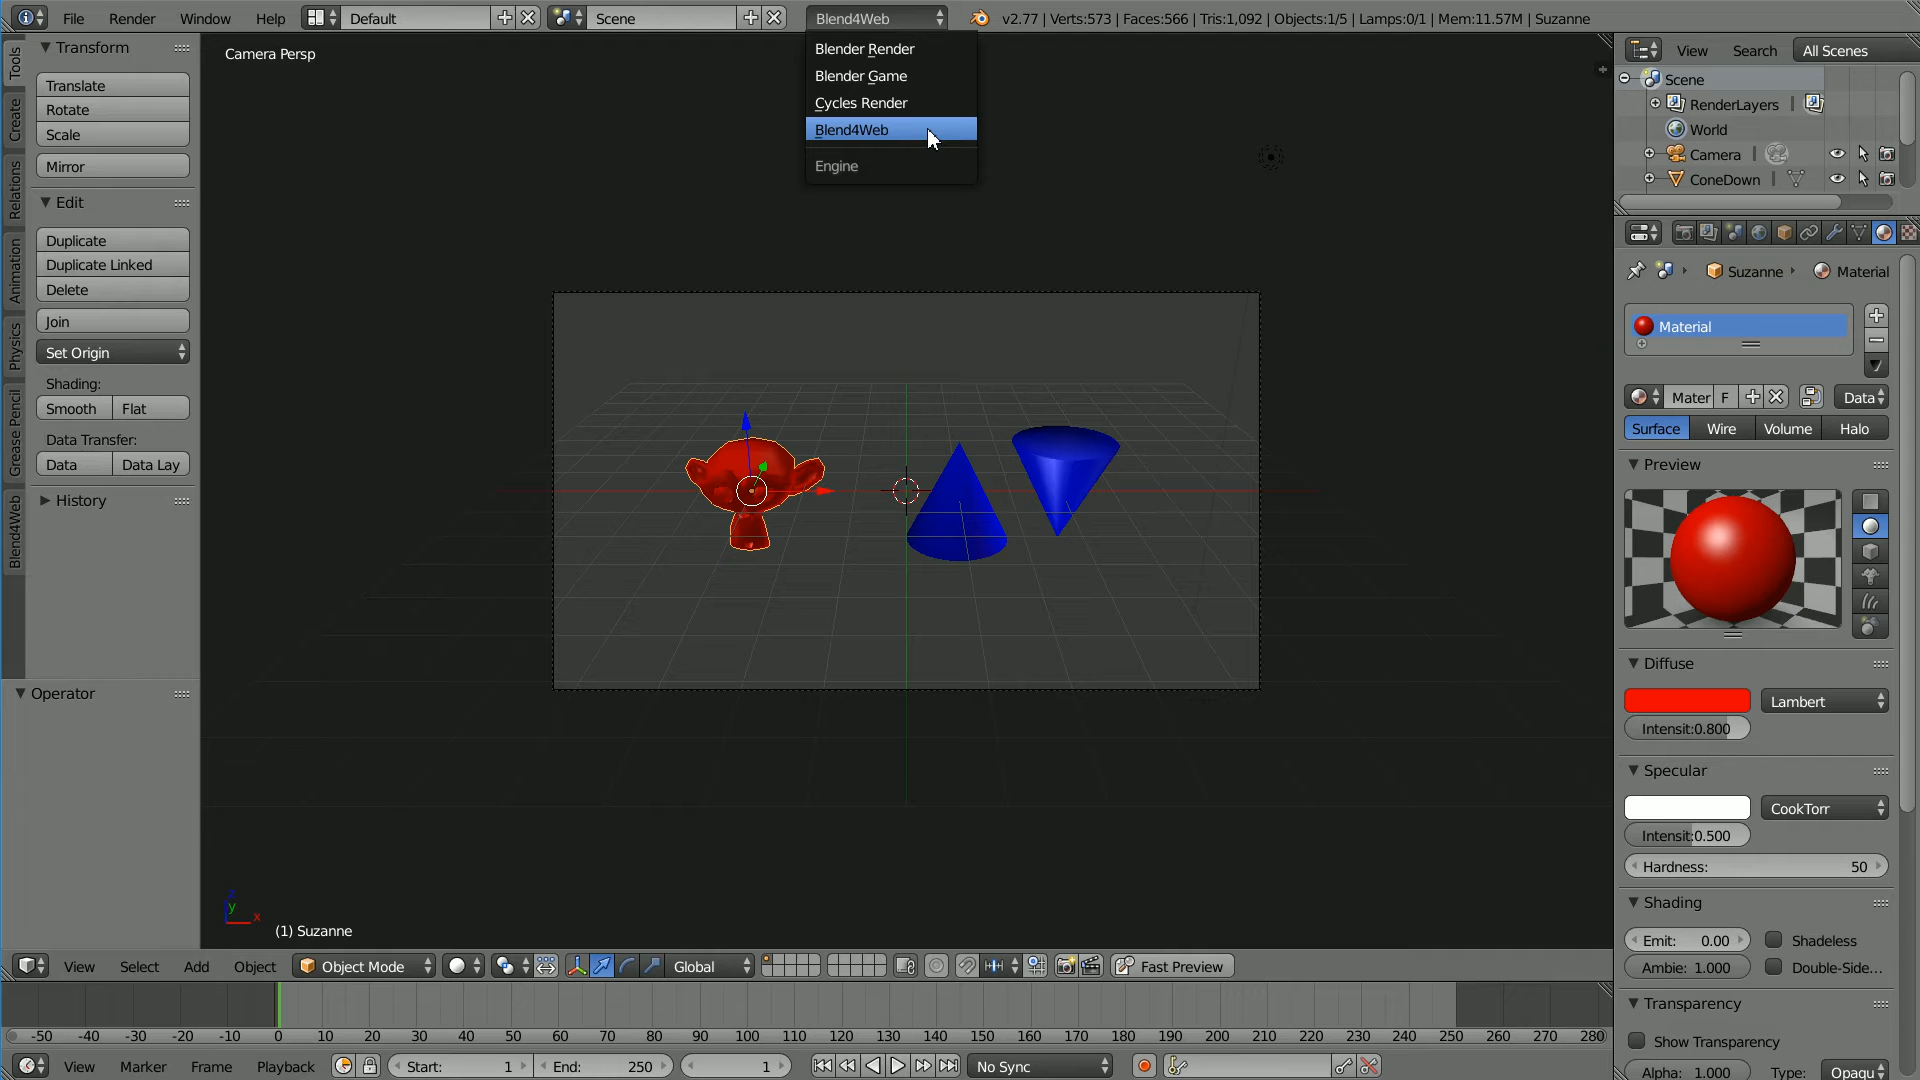 File Render Window Help Default Scene Blend4Web v2.77 | Verts:573 | Faces:566 | Tris:1,092 | Objects:1/5 | Lamps:0/1 | Mem:11.57M | Suzanne
Blender Render
Blender Game
Cycles Render
Blend4Web
Engine
Tools
Create
Relations
Animation
Physics
Grease Pencil
Blend4Web
Transform
Translate
Rotate
Scale
Mirror
Edit
Duplicate
Duplicate Linked
Delete
Join
Set Origin
Shading:
Smooth Flat
Data Transfer:
Data Data Lay
History
Operator
Camera Persp
z
y
x
(1) Suzanne
View Search All Scenes
Scene
RenderLayers
World
Camera
ConeDown
Suzanne Material
Material
Mater F Data
Surface Wire Volume Halo
Preview
Diffuse
Lambert
Intensit:0.800
Specular
CookTorr
Intensit:0.500
Hardness: 50
Shading
Emit: 0.00 Shadeless
Ambie: 1.000 Double-Side...
Transparency
Show Transparency
Alpha: 1.000 Type: Opaqu
View Select Add Object Object Mode Global Fast Preview
-50 -40 -30 -20 -10 0 10 20 30 40 50 60 70 80 90 100 110 120 130 140 150 160 170 180 190 200 210 220 230 240 250 260 270 280
View Marker Frame Playback Start: 1 End: 250 1 No Sync